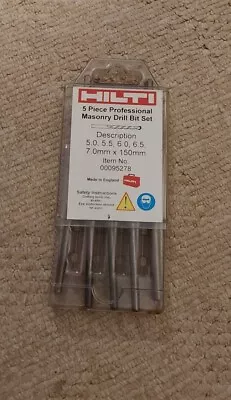 HILTI
5 Piece Professional
Masonry Drill Bit Set
Description
5.0, 5.5, 6.0, 6.5,
7.0mm x 150mm
Item No.
00095278
Made in England
Safety Instructions